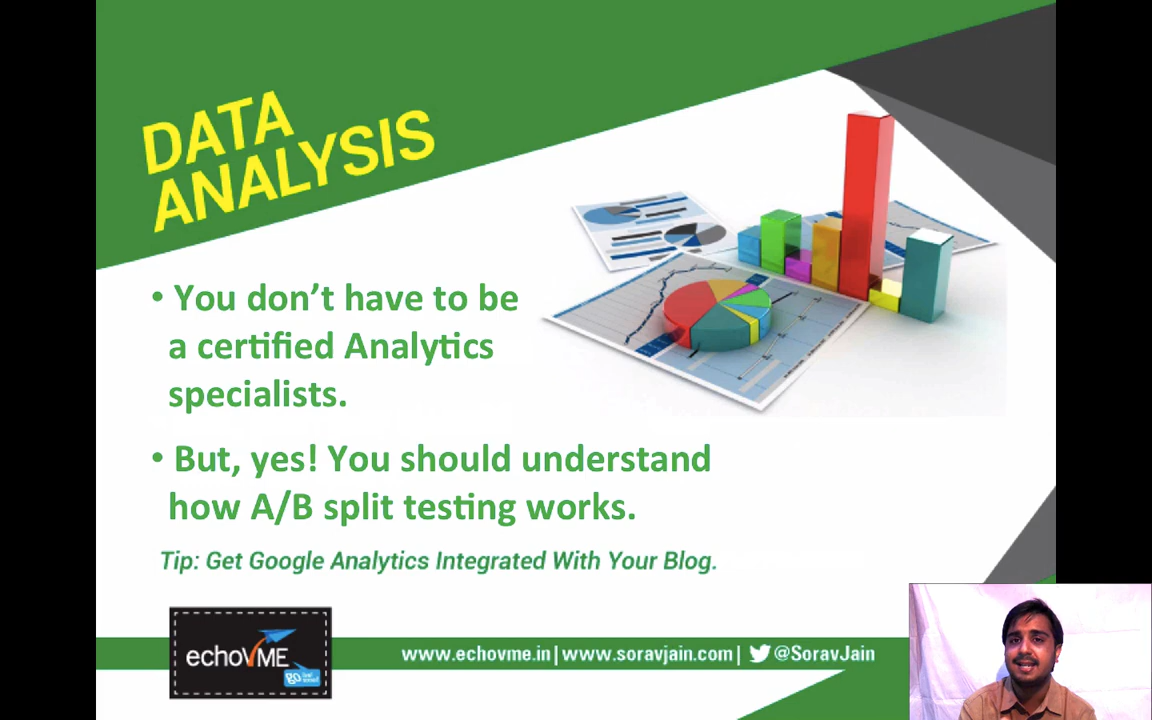 DATA
ANALYSIS
• You don't have to be
a certified Analytics
specialists.
• But, yes! You should understand
how A/B split testing works.
Tip: Get Google Analytics Integrated With Your Blog.
echoVME
www.echovme.in|www.soravjain.com| @SoravJain